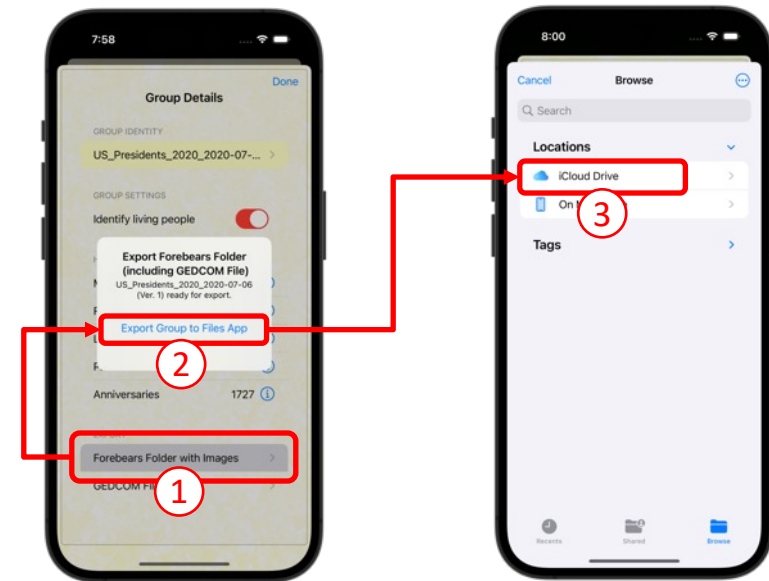 7:58
Done
Group Details
GROUP IDENTITY
US_Presidents_2020_2020-07-...
GROUP SETTINGS
Identify living people
Export Forebears Folder
(including GEDCOM File)
US_Presidents_2020_2020-07-06
(Ver. 1) ready for export.
Export Group to Files App
2
Anniversaries 1727
Forebears Folder with Images
GEDCOM
1
8:00
Cancel Browse
Search
Locations
iCloud Drive
On
3
Tags
Recents Shared Browse